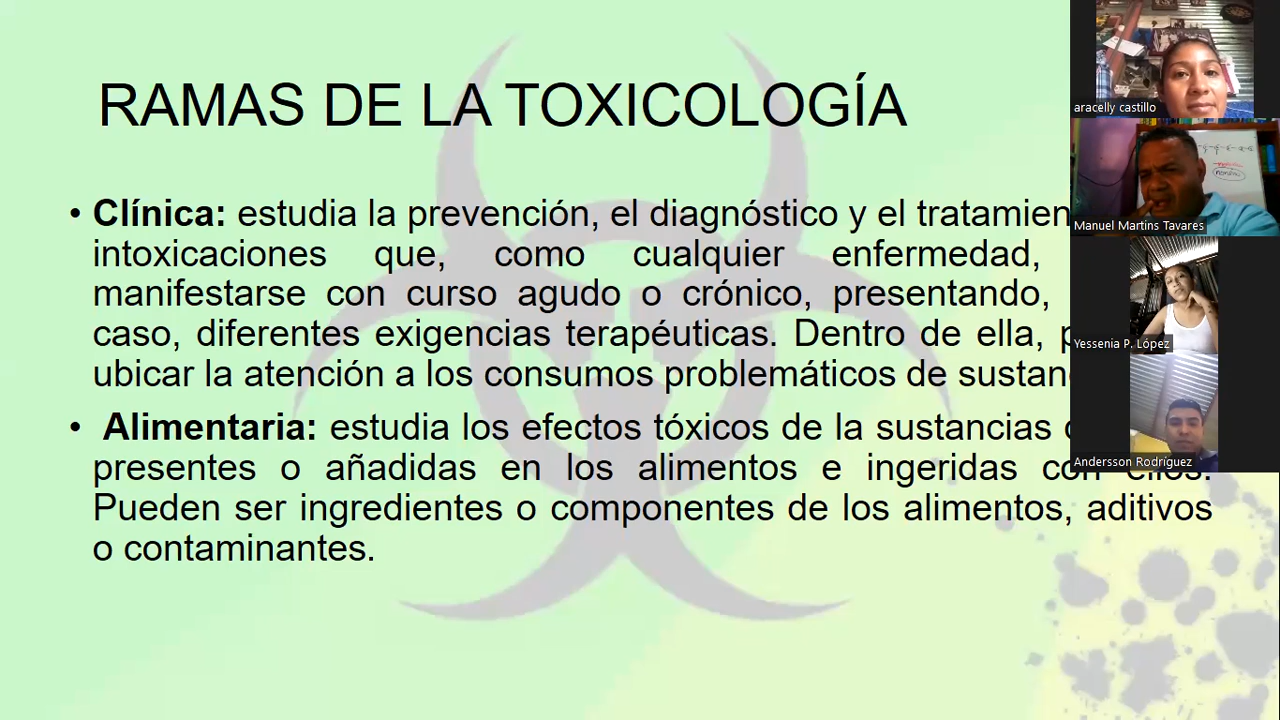 RAMAS DE LA TOXICOLOGÍA
• Clínica: estudia la prevención, el diagnóstico y el
intoxicaciones que, como cualquier enfermedad,
manifestarse con curso agudo o crónico, presentando,
caso, diferentes exigencias terapéuticas. Dentro de ella,
ubicar la atención a los consumos problemáticos de
• Alimentaria: estudia los efectos tóxicos de la sustancias
presentes o añadidas en los alimentos e ingeridas
Pueden ser ingredientes o componentes de los alimentos, aditivos
o contaminantes.
aracelly castillo
Manuel Martins Tavares
Yessenia P. López
Andersson Rodríguez